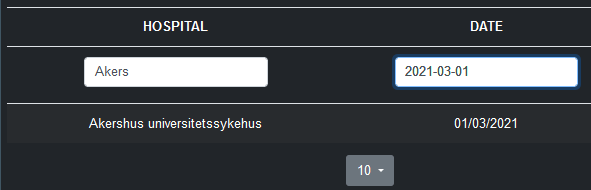 HOSPITAL DATE
Akers 2021-03-01
Akershus universitetssykehus 01/03/2021
10